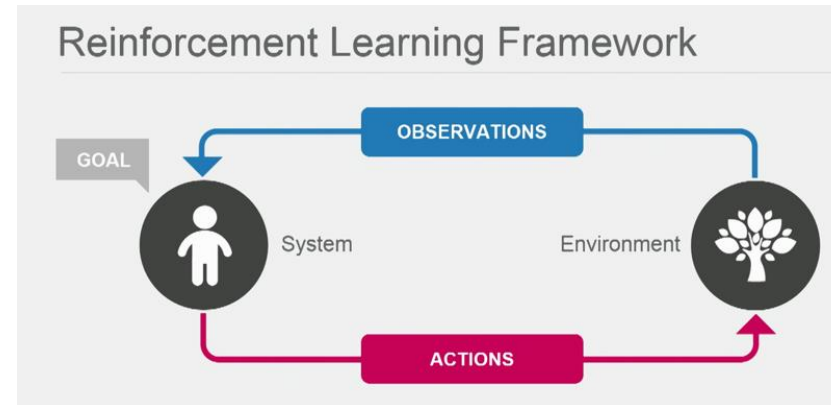 Reinforcement Learning Framework
OBSERVATIONS
GOAL
System
Environment
ACTIONS